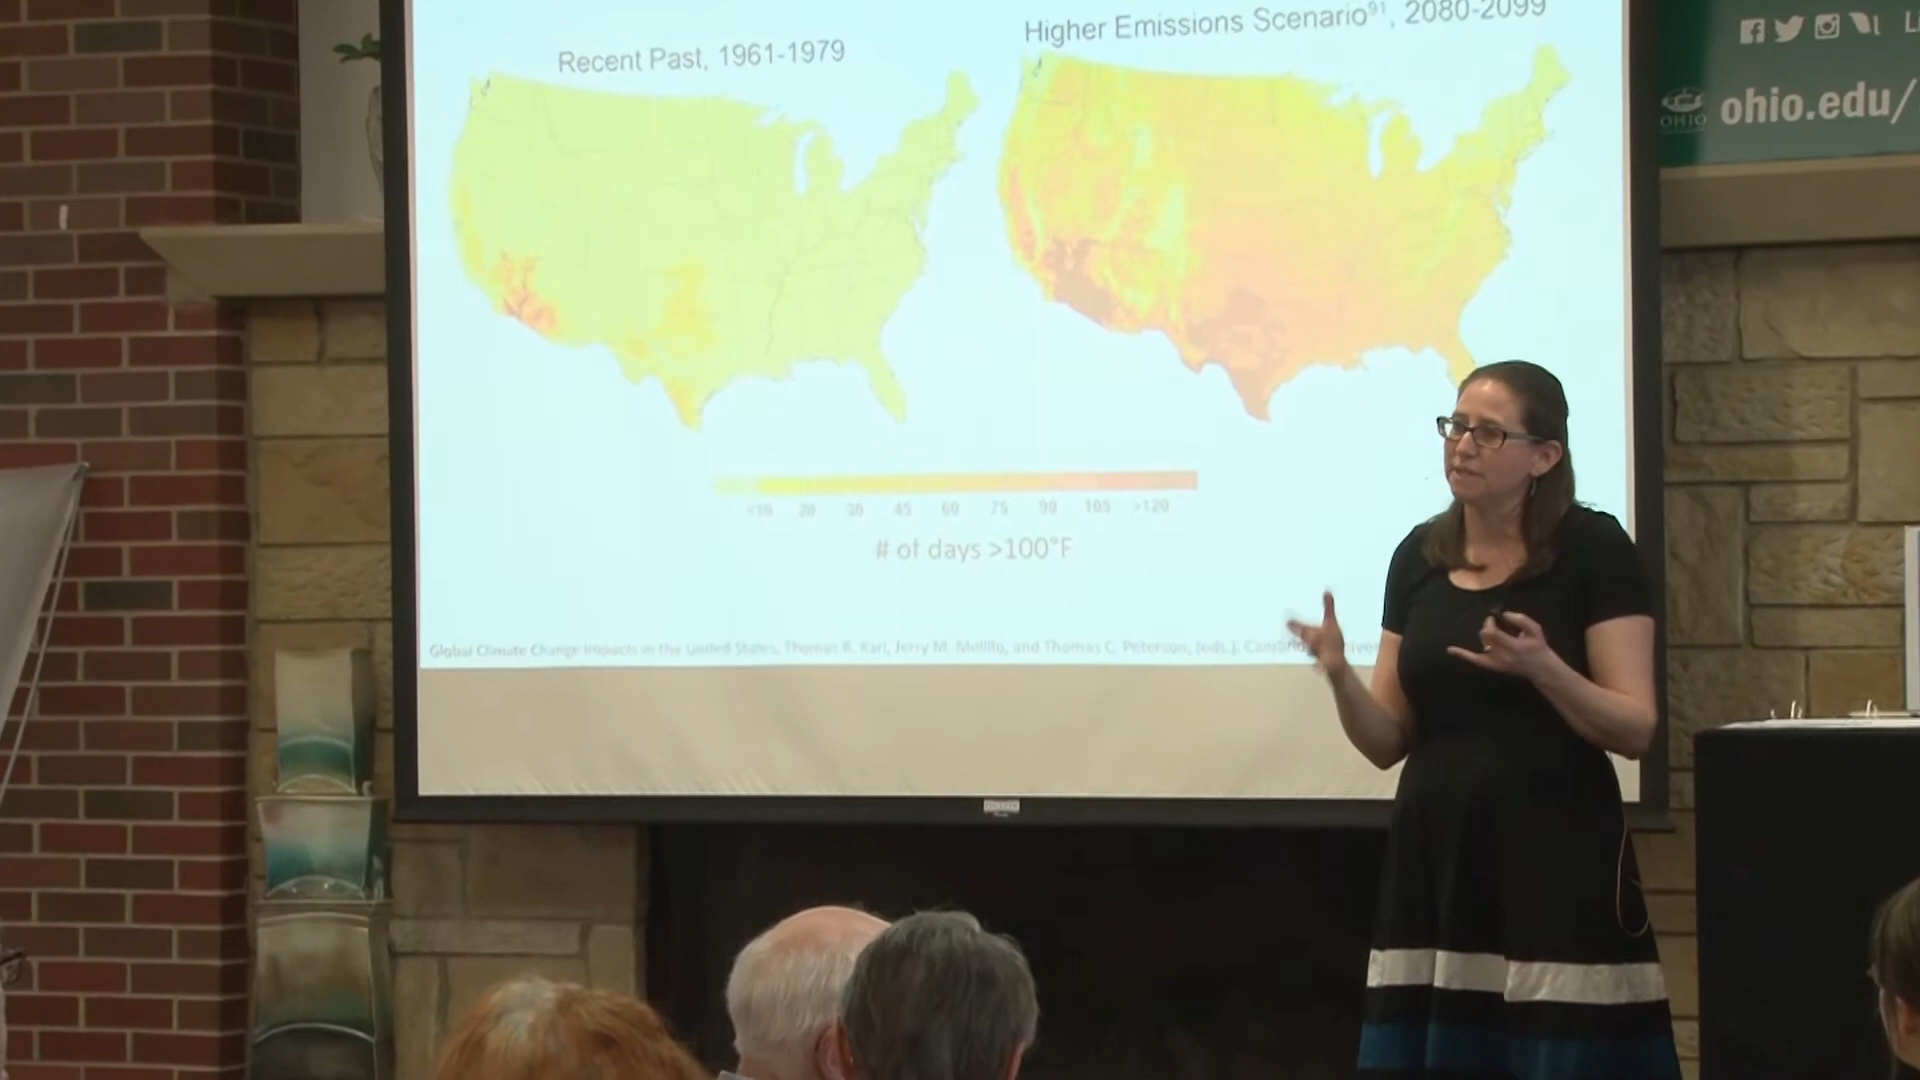 Recent Past, 1961-1979
Higher Emissions Scenario⁹¹, 2080-2099
<10 20 30 45 60 75 90 105 >120
# of days >100°F
Global Climate Change Impacts in the United States, Thomas R. Karl, Jerry M. Melillo, and Thomas C. Peterson, (eds.).
ohio.edu/
OHIO